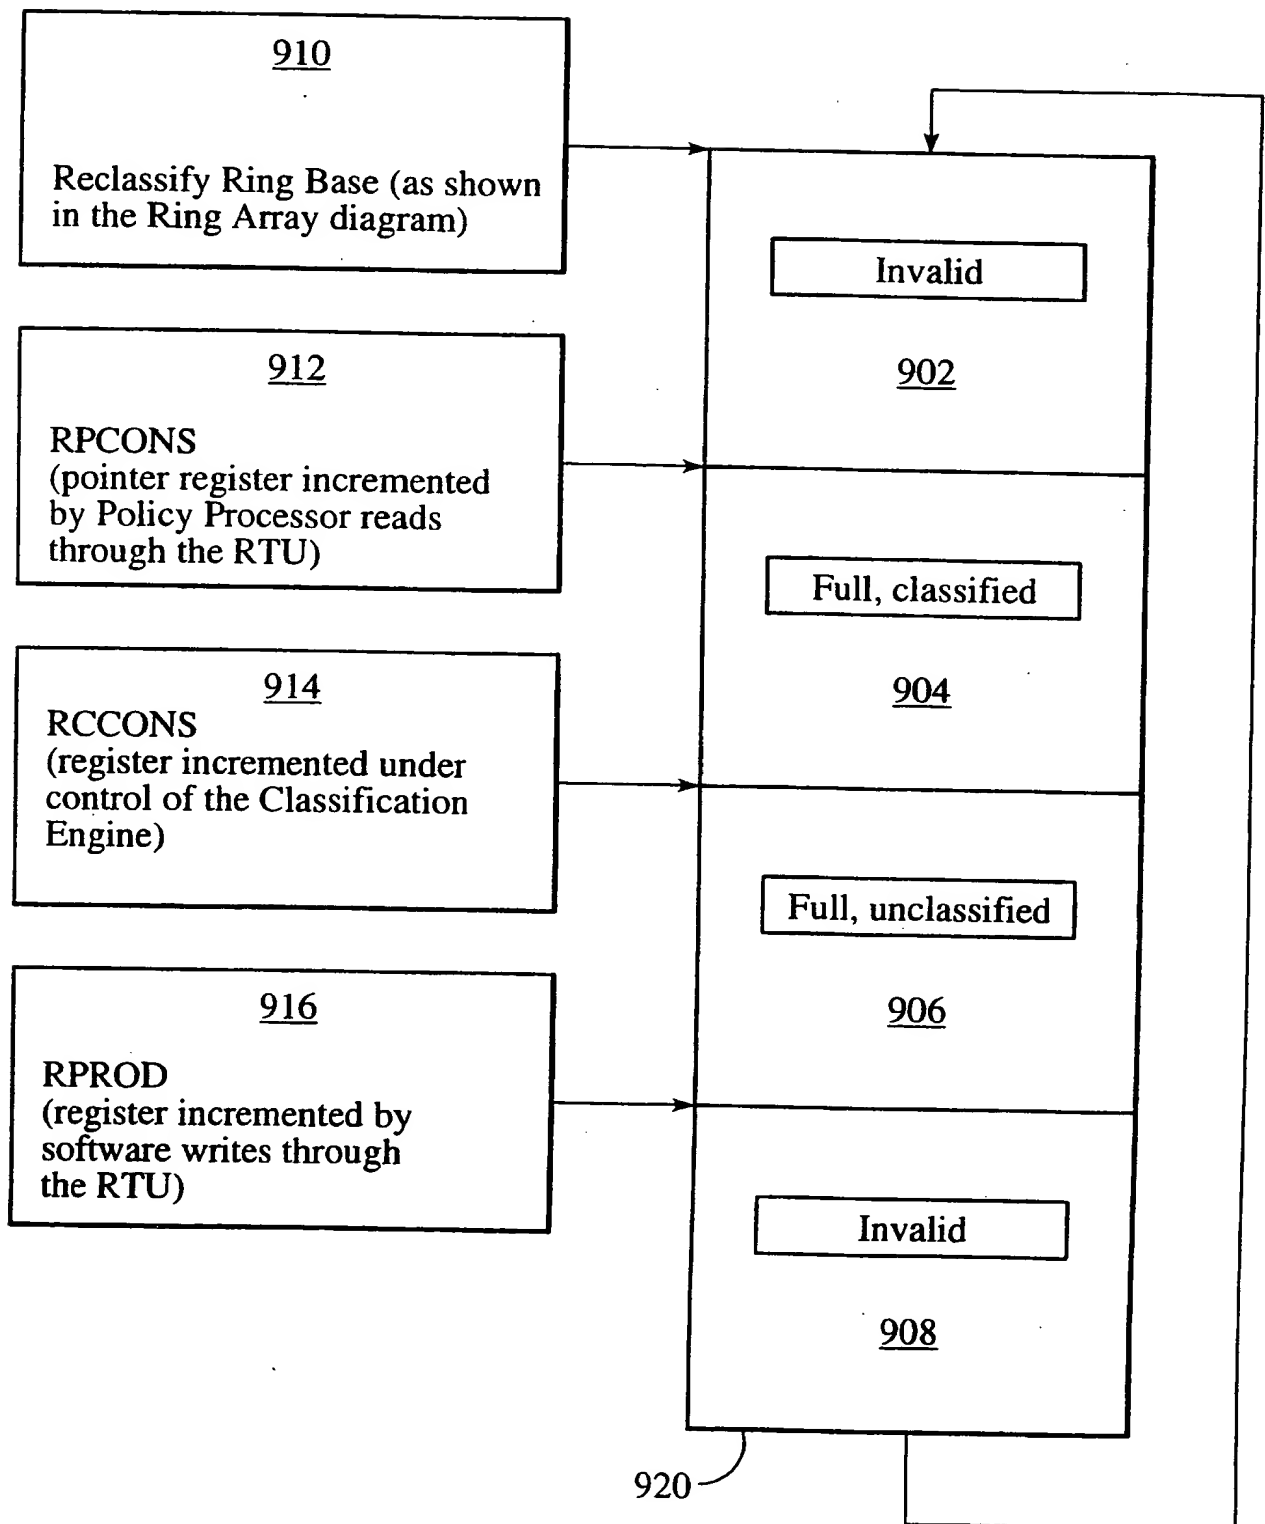 910
Reclassify Ring Base (as shown
in the Ring Array diagram)
912
RPCONS
(pointer register incremented
by Policy Processor reads
through the RTU)
914
RCCONS
(register incremented under
control of the Classification
Engine)
916
RPROD
(register incremented by
software writes through
the RTU)
Invalid
902
Full, classified
904
Full, unclassified
906
Invalid
908
920